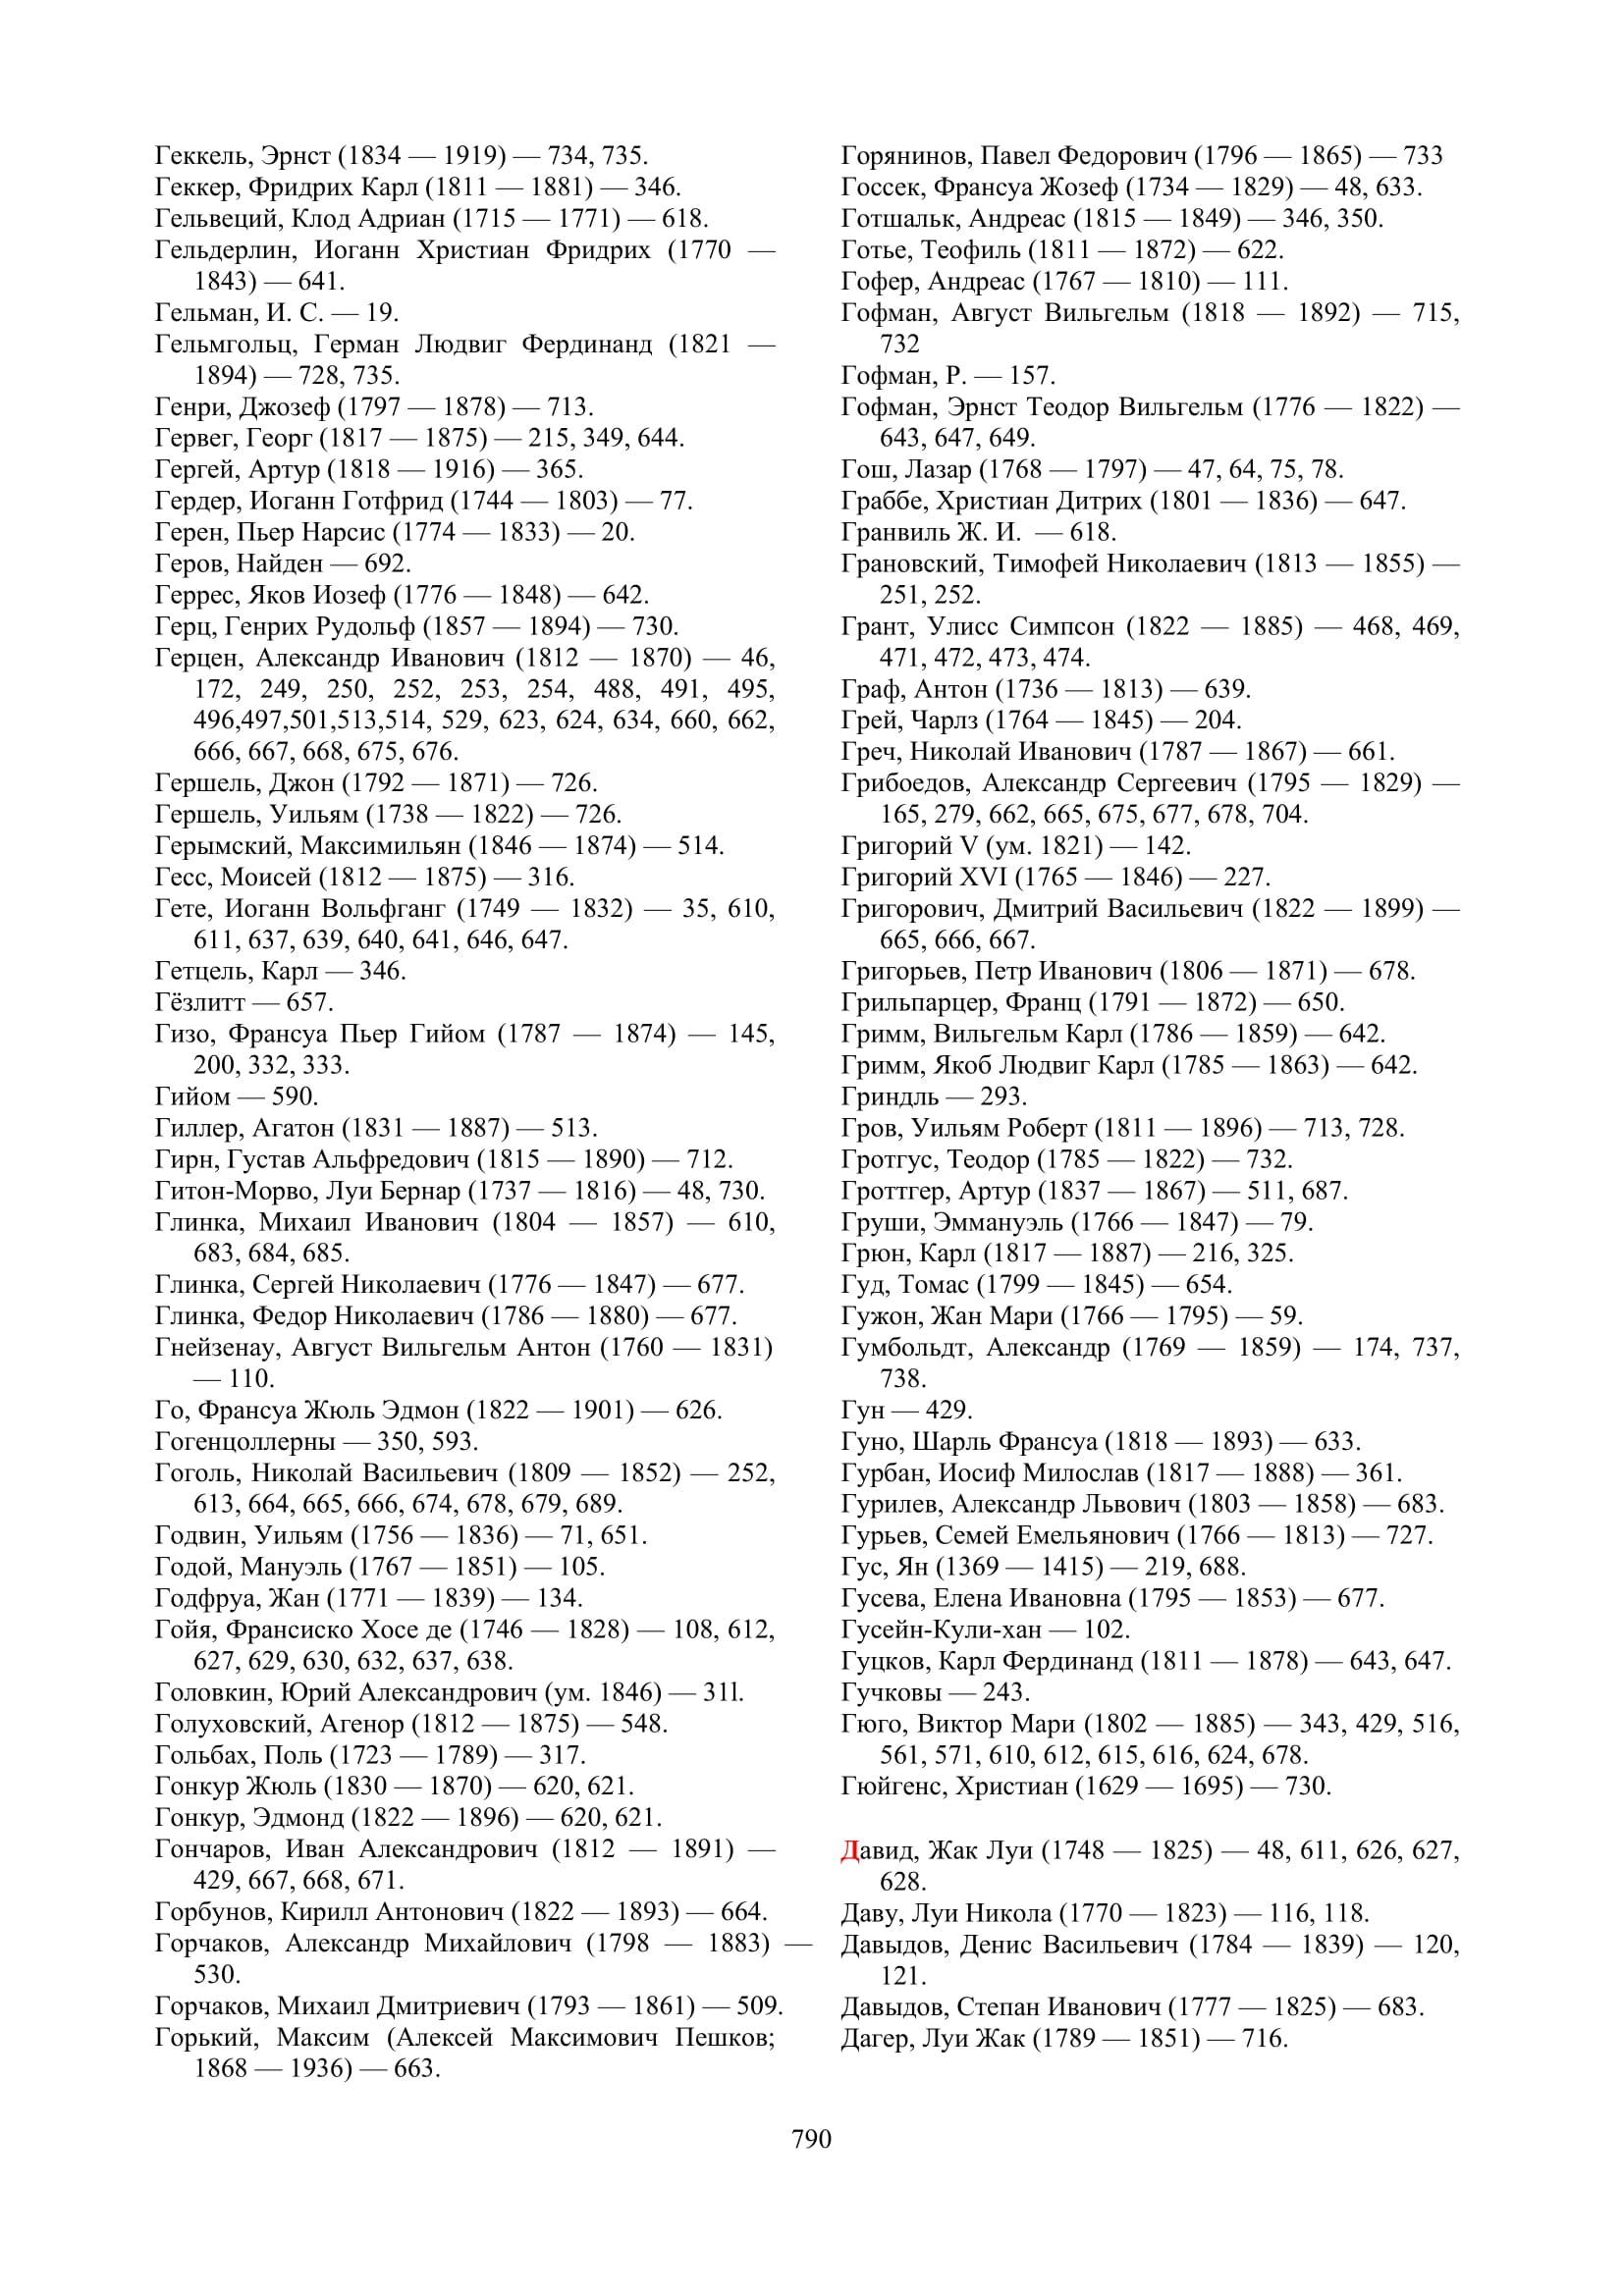 Геккель, Эрнст (1834 — 1919) — 734, 735.
Геккер, Фридрих Карл (1811 — 1881) — 346.
Гельвеций, Клод Адриан (1715 — 1771) — 618.
Гельдерлин, Иоганн Христиан Фридрих (1770 —
1843) — 641.
Гельман, И. С. — 19.
Гельмгольц, Герман Людвиг Фердинанд (1821 —
1894) — 728, 735.
Генри, Джозеф (1797 — 1878) — 713.
Гервег, Георг (1817 — 1875) — 215, 349, 644.
Гергей, Артур (1818 — 1916) — 365.
Гердер, Иоганн Готфрид (1744 — 1803) — 77.
Герен, Пьер Нарсис (1774 — 1833) — 20.
Геров, Найден — 692.
Геррес, Яков Иозеф (1776 — 1848) — 642.
Герц, Генрих Рудольф (1857 — 1894) — 730.
Герцен, Александр Иванович (1812 — 1870) — 46,
172, 249, 250, 252, 253, 254, 488, 491, 495,
496,497,501,513,514, 529, 623, 624, 634, 660, 662,
666, 667, 668, 675, 676.
Гершель, Джон (1792 — 1871) — 726.
Гершель, Уильям (1738 — 1822) — 726.
Герымский, Максимильян (1846 — 1874) — 514.
Гесс, Моисей (1812 — 1875) — 316.
Гете, Иоганн Вольфганг (1749 — 1832) — 35, 610,
611, 637, 639, 640, 641, 646, 647.
Гетцель, Карл — 346.
Гёзлитт — 657.
Гизо, Франсуа Пьер Гийом (1787 — 1874) — 145,
200, 332, 333.
Гийом — 590.
Гиллер, Агатон (1831 — 1887) — 513.
Гирн, Густав Альфредович (1815 — 1890) — 712.
Гитон-Морво, Луи Бернар (1737 — 1816) — 48, 730.
Глинка, Михаил Иванович (1804 — 1857) — 610,
683, 684, 685.
Глинка, Сергей Николаевич (1776 — 1847) — 677.
Глинка, Федор Николаевич (1786 — 1880) — 677.
Гнейзенау, Август Вильгельм Антон (1760 — 1831)
— 110.
Го, Франсуа Жюль Эдмон (1822 — 1901) — 626.
Гогенцоллерны — 350, 593.
Гоголь, Николай Васильевич (1809 — 1852) — 252,
613, 664, 665, 666, 674, 678, 679, 689.
Годвин, Уильям (1756 — 1836) — 71, 651.
Годой, Мануэль (1767 — 1851) — 105.
Годфруа, Жан (1771 — 1839) — 134.
Гойя, Франсиско Хосе де (1746 — 1828) — 108, 612,
627, 629, 630, 632, 637, 638.
Головкин, Юрий Александрович (ум. 1846) — 31l.
Голуховский, Агенор (1812 — 1875) — 548.
Гольбах, Поль (1723 — 1789) — 317.
Гонкур Жюль (1830 — 1870) — 620, 621.
Гонкур, Эдмонд (1822 — 1896) — 620, 621.
Гончаров, Иван Александрович (1812 — 1891) —
429, 667, 668, 671.
Горбунов, Кирилл Антонович (1822 — 1893) — 664.
Горчаков, Александр Михайлович (1798 — 1883) —
530.
Горчаков, Михаил Дмитриевич (1793 — 1861) — 509.
Горький, Максим (Алексей Максимович Пешков;
1868 — 1936) — 663.
Горянинов, Павел Федорович (1796 — 1865) — 733
Госсек, Франсуа Жозеф (1734 — 1829) — 48, 633.
Готшальк, Андреас (1815 — 1849) — 346, 350.
Готье, Теофиль (1811 — 1872) — 622.
Гофер, Андреас (1767 — 1810) — 111.
Гофман, Август Вильгельм (1818 — 1892) — 715,
732
Гофман, Р. — 157.
Гофман, Эрнст Теодор Вильгельм (1776 — 1822) —
643, 647, 649.
Гош, Лазар (1768 — 1797) — 47, 64, 75, 78.
Граббе, Христиан Дитрих (1801 — 1836) — 647.
Гранвиль Ж. И. — 618.
Грановский, Тимофей Николаевич (1813 — 1855) —
251, 252.
Грант, Улисс Симпсон (1822 — 1885) — 468, 469,
471, 472, 473, 474.
Граф, Антон (1736 — 1813) — 639.
Грей, Чарлз (1764 — 1845) — 204.
Греч, Николай Иванович (1787 — 1867) — 661.
Грибоедов, Александр Сергеевич (1795 — 1829) —
165, 279, 662, 665, 675, 677, 678, 704.
Григорий V (ум. 1821) — 142.
Григорий XVI (1765 — 1846) — 227.
Григорович, Дмитрий Васильевич (1822 — 1899) —
665, 666, 667.
Григорьев, Петр Иванович (1806 — 1871) — 678.
Грильпарцер, Франц (1791 — 1872) — 650.
Гримм, Вильгельм Карл (1786 — 1859) — 642.
Гримм, Якоб Людвиг Карл (1785 — 1863) — 642.
Гриндль — 293.
Гров, Уильям Роберт (1811 — 1896) — 713, 728.
Гротгус, Теодор (1785 — 1822) — 732.
Гроттгер, Артур (1837 — 1867) — 511, 687.
Груши, Эммануэль (1766 — 1847) — 79.
Грюн, Карл (1817 — 1887) — 216, 325.
Гуд, Томас (1799 — 1845) — 654.
Гужон, Жан Мари (1766 — 1795) — 59.
Гумбольдт, Александр (1769 — 1859) — 174, 737,
738.
Гун — 429.
Гуно, Шарль Франсуа (1818 — 1893) — 633.
Гурбан, Иосиф Милослав (1817 — 1888) — 361.
Гурилев, Александр Львович (1803 — 1858) — 683.
Гурьев, Семей Емельянович (1766 — 1813) — 727.
Гус, Ян (1369 — 1415) — 219, 688.
Гусева, Елена Ивановна (1795 — 1853) — 677.
Гусейн-Кули-хан — 102.
Гуцков, Карл Фердинанд (1811 — 1878) — 643, 647.
Гучковы — 243.
Гюго, Виктор Мари (1802 — 1885) — 343, 429, 516,
561, 571, 610, 612, 615, 616, 624, 678.
Гюйгенс, Христиан (1629 — 1695) — 730.
Давид, Жак Луи (1748 — 1825) — 48, 611, 626, 627,
628.
Даву, Луи Никола (1770 — 1823) — 116, 118.
Давыдов, Денис Васильевич (1784 — 1839) — 120,
121.
Давыдов, Степан Иванович (1777 — 1825) — 683.
Дагер, Луи Жак (1789 — 1851) — 716.
790